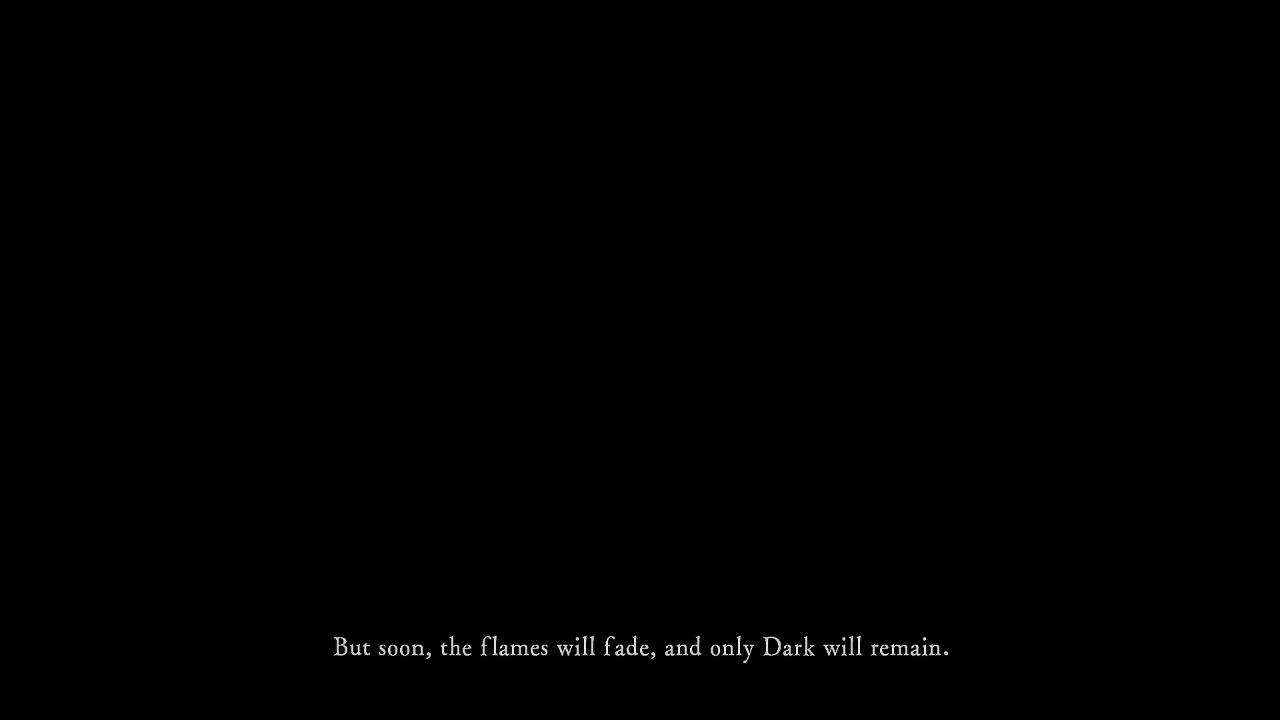 But soon, the flames will fade, and only Dark will remain.